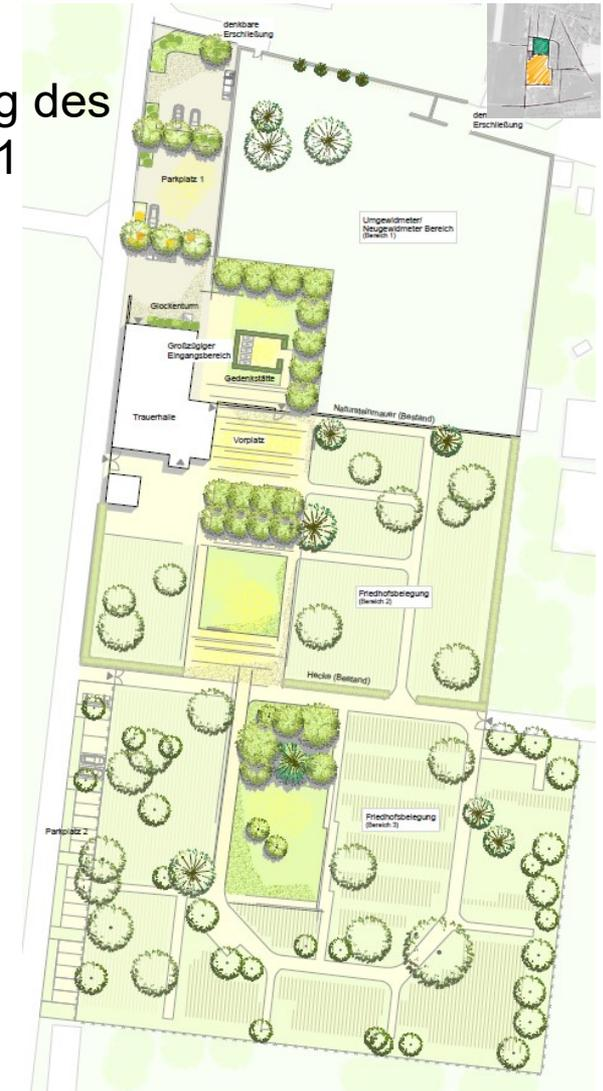 g des
1
denkbare
Erschließung
den
Erschließung
Parkplatz 1
Umgewidmeter/
Neugewidmeter Bereich
(Bereich 1)
Glockenturm
Großzügiger
Eingangsbereich
Gedenkstätte
Natursteinmauer (Bestand)
Trauerhalle
Vorplatz
Friedhofsbelegung
(Bereich 2)
Hecke (Bestand)
Friedhofsbelegung
(Bereich 3)
Parkplatz 2